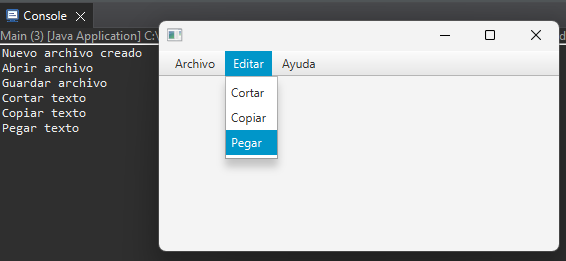 Console
Main (3) [Java Application] C:\
Nuevo archivo creado
Abrir archivo
Guardar archivo
Cortar texto
Copiar texto
Pegar texto
Archivo Editar Ayuda
Cortar
Copiar
Pegar